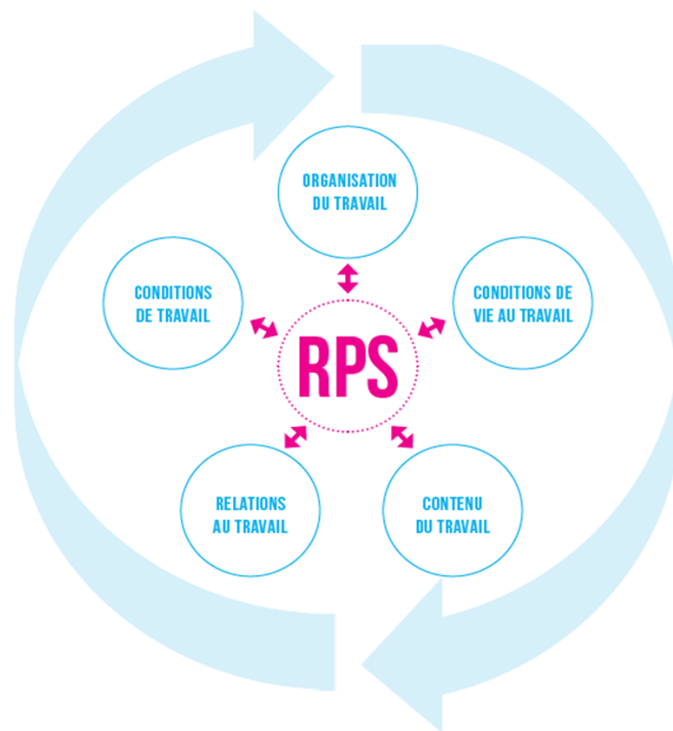 ORGANISATION
DU TRAVAIL
CONDITIONS
DE TRAVAIL
CONDITIONS DE
VIE AU TRAVAIL
RPS
RELATIONS
AU TRAVAIL
CONTENU
DU TRAVAIL